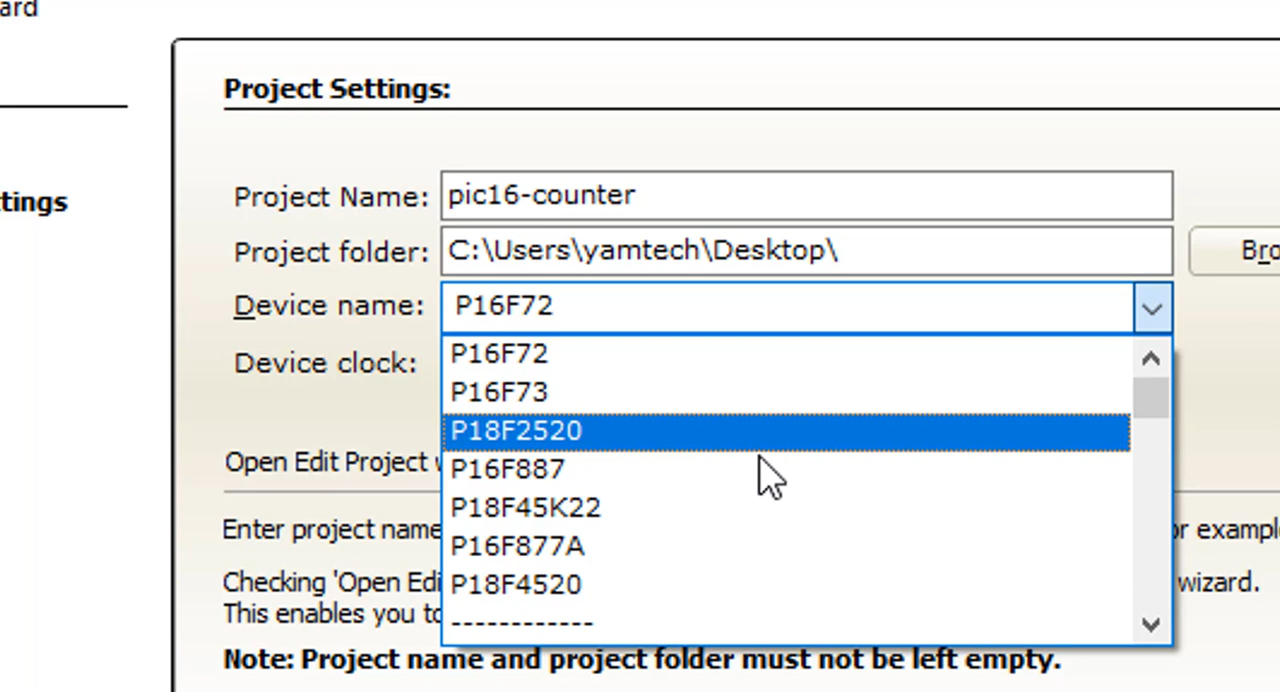 ard
Project Settings:
ttings
Project Name: pic16-counter
Project folder: C:\Users\yamtech\Desktop\ Bro
Device name: P16F72
Device clock:
P16F72
P16F73
P18F2520
P16F887
P18F45K22
P16F877A
P18F4520
------------
Open Edit Project w
Enter project name or example
Checking 'Open Edi wizard.
This enables you to
Note: Project name and project folder must not be left empty.